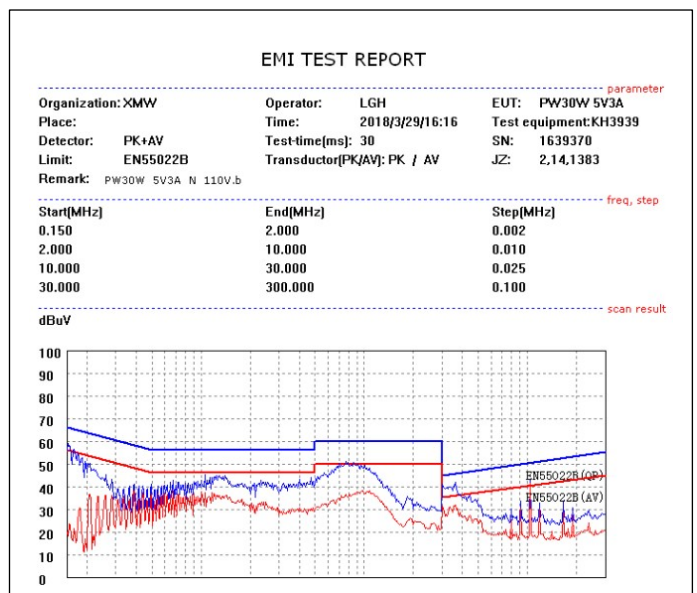 EMI TEST REPORT
parameter
Organization: XMW Operator: LGH EUT: PW30W 5V3A
Place: Time: 2018/3/29/16:16 Test equipment:KH3939
Detector: PK+AV Test-time(ms): 30 SN: 1639370
Limit: EN55022B Transductor(PK/AV): PK / AV JZ: 2,14,1383
Remark: PW30W 5V3A N 110V.b
freq, step
Start(MHz) End(MHz) Step(MHz)
0.150 2.000 0.002
2.000 10.000 0.010
10.000 30.000 0.025
30.000 300.000 0.100
scan result
dBuV
100
90
80
70
60
50
EN55022B(QP)
40
EN55022B(AV)
30
20
10
0